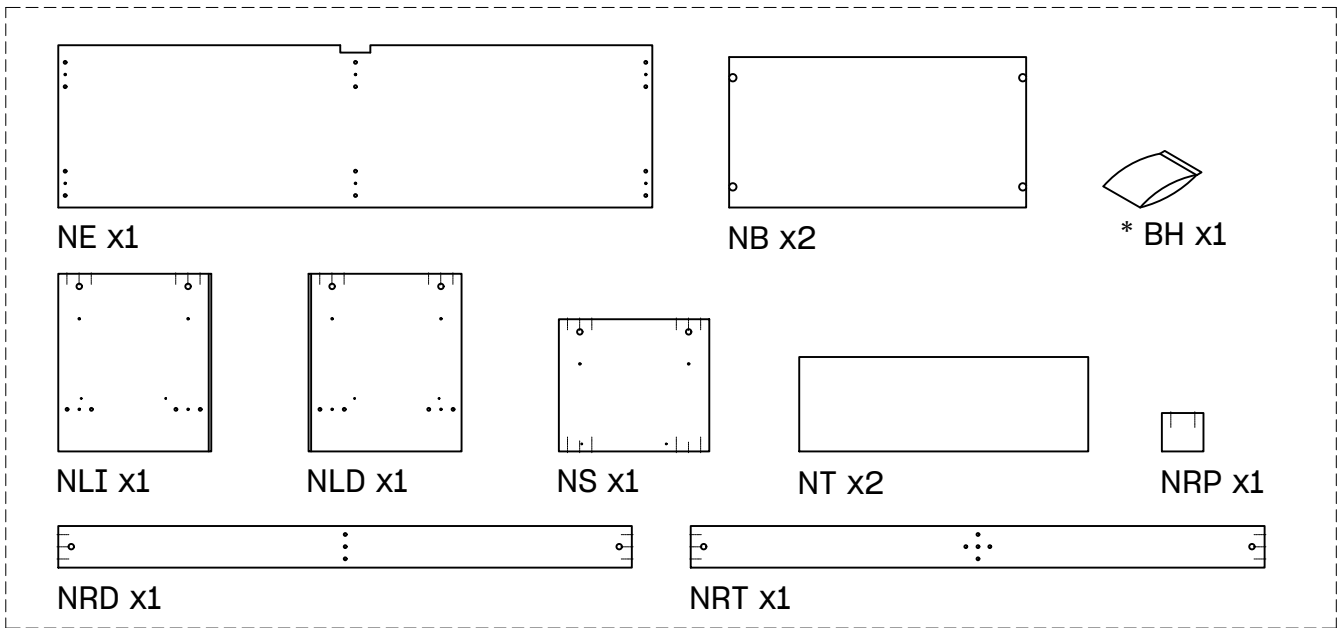 NE x1
NB x2
* BH x1
NLI x1
NLD x1
NS x1
NT x2
NRP x1
NRD x1
NRT x1